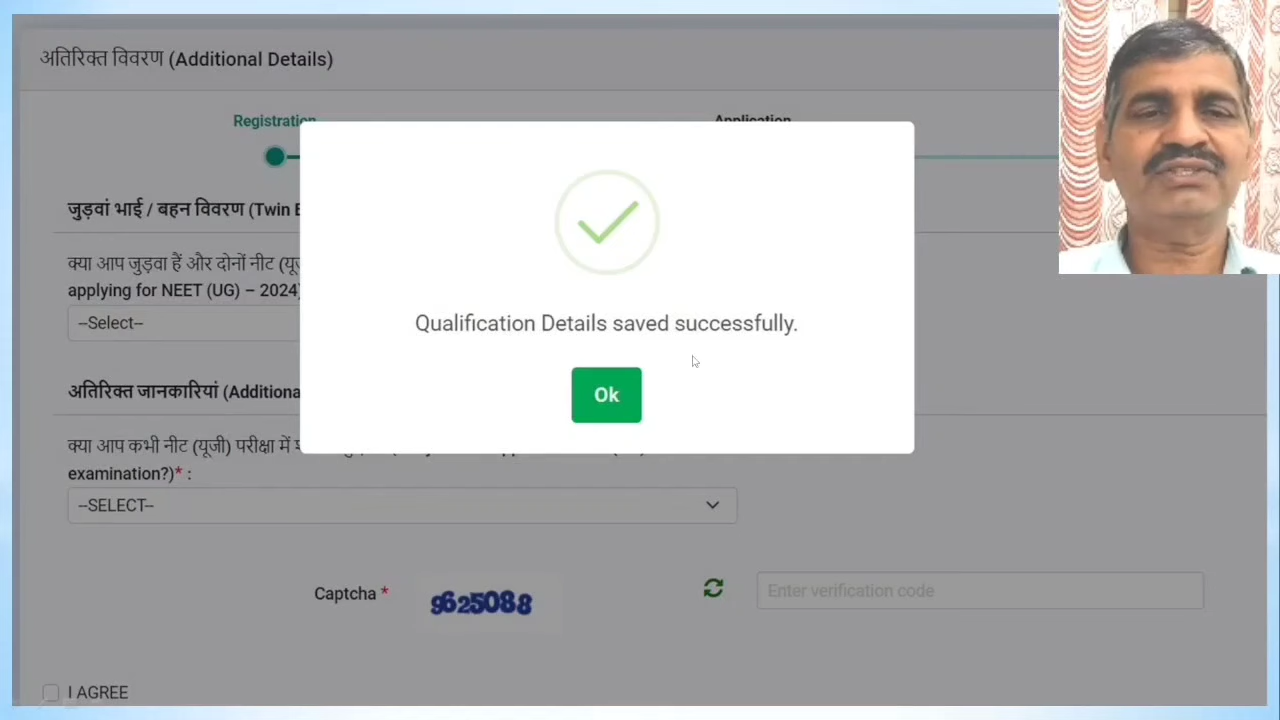 अतिरिक्त विवरण (Additional Details)
Registration
Application
जुड़वां भाई / बहन विवरण (Twin
क्या आप जुड़वा हैं और दोनों नीट
applying for NEET (UG) – 2024)
--Select--
Qualification Details saved successfully.
Ok
अतिरिक्त जानकारियां (Additiona
क्या आप कभी नीट (यूजी) परीक्षा में
examination?)* :
--SELECT--
Captcha *
9625088
Enter verification code
I AGREE